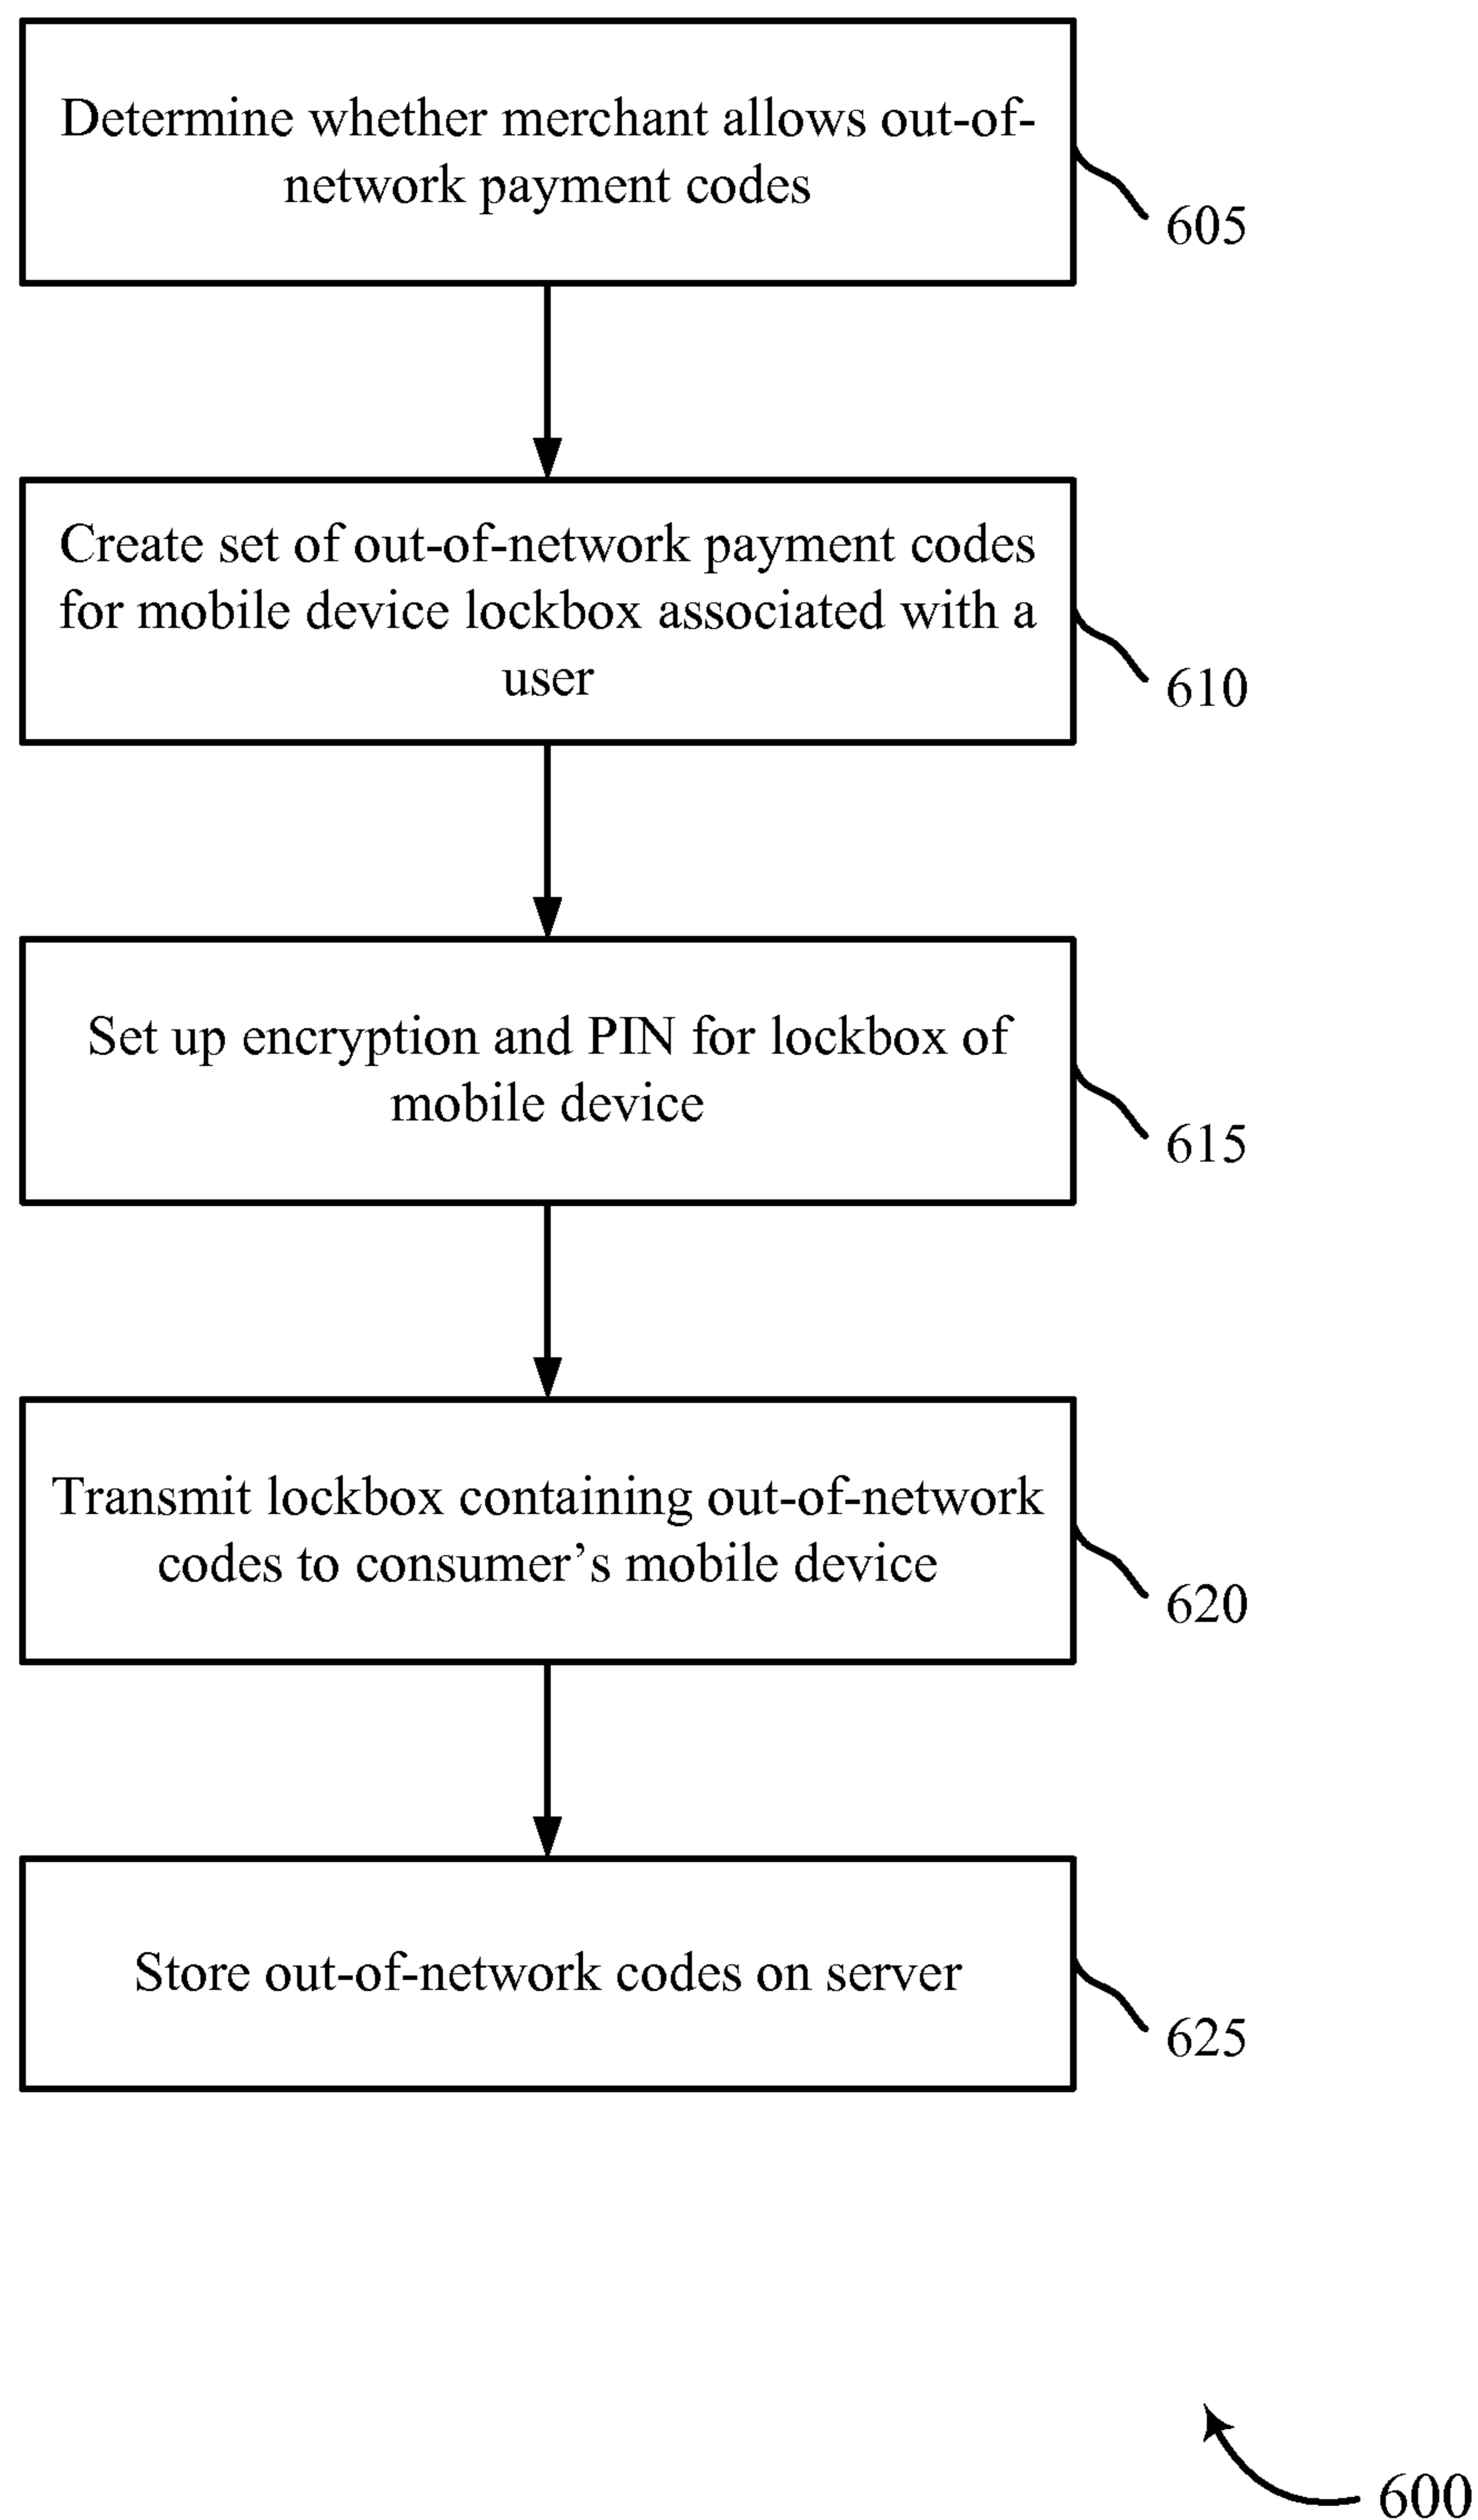 Determine whether merchant allows out-of-
network payment codes
605
Create set of out-of-network payment codes
for mobile device lockbox associated with a
user
610
Set up encryption and PIN for lockbox of
mobile device
615
Transmit lockbox containing out-of-network
codes to consumer’s mobile device
620
Store out-of-network codes on server
625
600